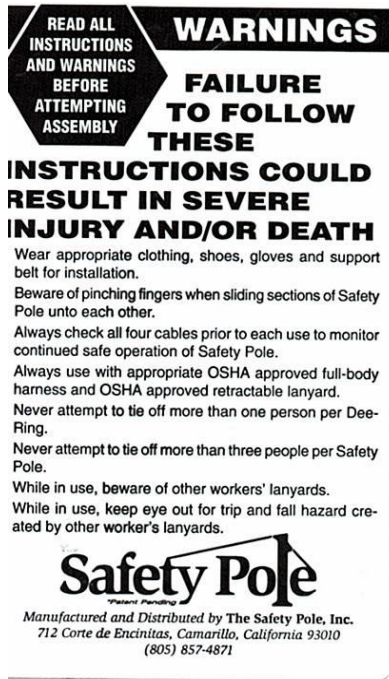 READ ALL
INSTRUCTIONS
AND WARNINGS
BEFORE
ATTEMPTING
ASSEMBLY
WARNINGS
FAILURE
TO FOLLOW
THESE
INSTRUCTIONS COULD
RESULT IN SEVERE
INJURY AND/OR DEATH
Wear appropriate clothing, shoes, gloves and support
belt for installation.
Beware of pinching fingers when sliding sections of Safety
Pole unto each other.
Always check all four cables prior to each use to monitor
continued safe operation of Safety Pole.
Always use with appropriate OSHA approved full-body
harness and OSHA approved retractable lanyard.
Never attempt to tie off more than one person per Dee-
Ring.
Never attempt to tie off more than three people per Safety
Pole.
While in use, beware of other workers' lanyards.
While in use, keep eye out for trip and fall hazard cre-
ated by other worker's lanyards.
Safety Pole
*Patent Pending
Manufactured and Distributed by The Safety Pole, Inc.
712 Corte de Encinitas, Camarillo, California 93010
(805) 857-4871